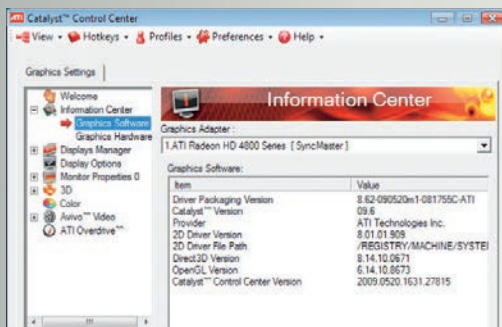 ATI Catalyst™ Control Center
View Hotkeys Profiles Preferences Help
Graphics Settings
Welcome
Information Center
Graphics Software
Graphics Hardware
Displays Manager
Display Options
Monitor Properties 0
3D
Color
Avivo™ Video
ATI Overdrive™
Information Center
Graphics Adapter :
1.ATI Radeon HD 4800 Series [ SyncMaster ]
Graphics Software:
Item Value
Driver Packaging Version 8.62-090520m1-081755C-ATI
Catalyst™ Version 09.6
Provider ATI Technologies Inc.
2D Driver Version 8.01.01.909
2D Driver File Path /REGISTRY/MACHINE/SYSTE
Direct3D Version 8.14.10.0671
OpenGL Version 6.14.10.8673
Catalyst™ Control Center Version 2009.0520.1631.27815